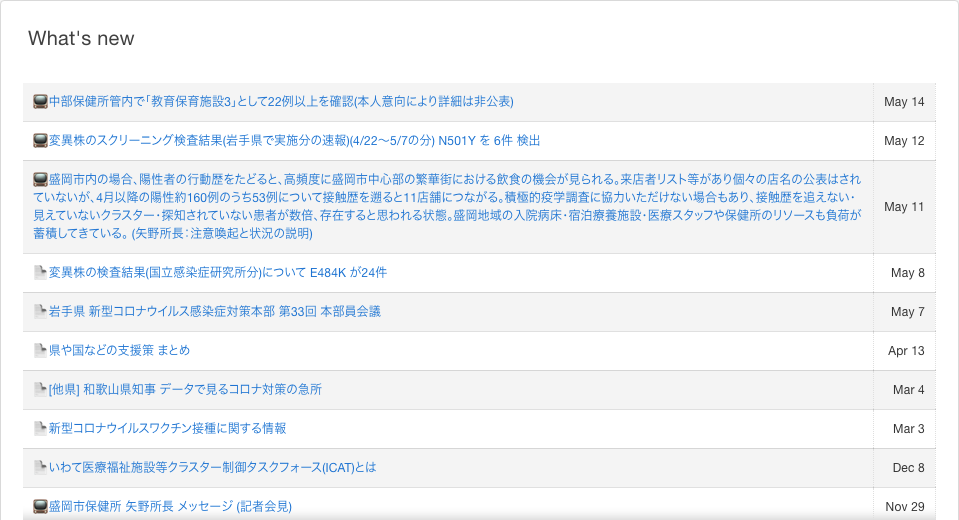 What's new
中部保健所管内で「教育保育施設3」として22例以上を確認(本人意向により詳細は非公表)
May 14
変異株のスクリーニング検査結果(岩手県で実施分の速報)(4/22〜5/7の分) N501Y を 6件 検出
May 12
盛岡市内の場合、陽性者の行動歴をたどると、高頻度に盛岡市中心部の繁華街における飲食の機会が見られる。来店者リスト等があり個々の店名の公表はされ
ていないが、4月以降の陽性約160例のうち53例について接触歴を遡ると11店舗につながる。積極的疫学調査に協力いただけない場合もあり、接触歴を追えない・
見えていないクラスター・探知されていない患者が数倍、存在すると思われる状態。盛岡地域の入院病床・宿泊療養施設・医療スタッフや保健所のリソースも負荷が
蓄積してきている。 (矢野所長：注意喚起と状況の説明)
May 11
変異株の検査結果(国立感染症研究所分)について E484K が24件
May 8
岩手県 新型コロナウイルス感染症対策本部 第33回 本部員会議
May 7
県や国などの支援策 まとめ
Apr 13
[他県] 和歌山県知事 データで見るコロナ対策の急所
Mar 4
新型コロナウイルスワクチン接種に関する情報
Mar 3
いわて医療福祉施設等クラスター制御タスクフォース(ICAT)とは
Dec 8
盛岡市保健所 矢野所長 メッセージ (記者会見)
Nov 29